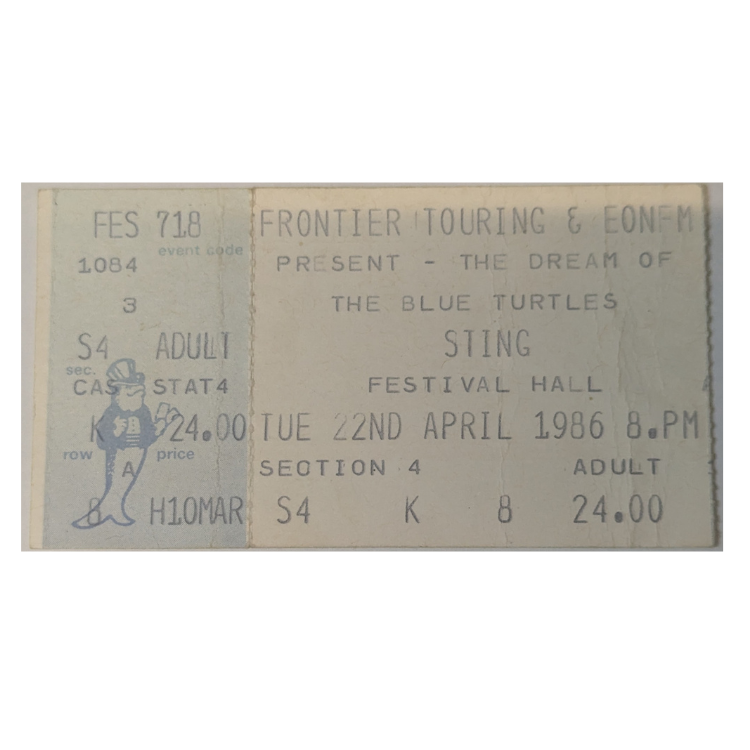 FES 718
event code
1084
3
S4 ADULT
sec.
CAS STAT4
K 24.00
row price
A
8 H10MAR
FRONTIER TOURING & EONFM
PRESENT - THE DREAM OF
THE BLUE TURTLES
STING
FESTIVAL HALL
TUE 22ND APRIL 1986 8.PM
SECTION 4 ADULT
S4 K 8 24.00